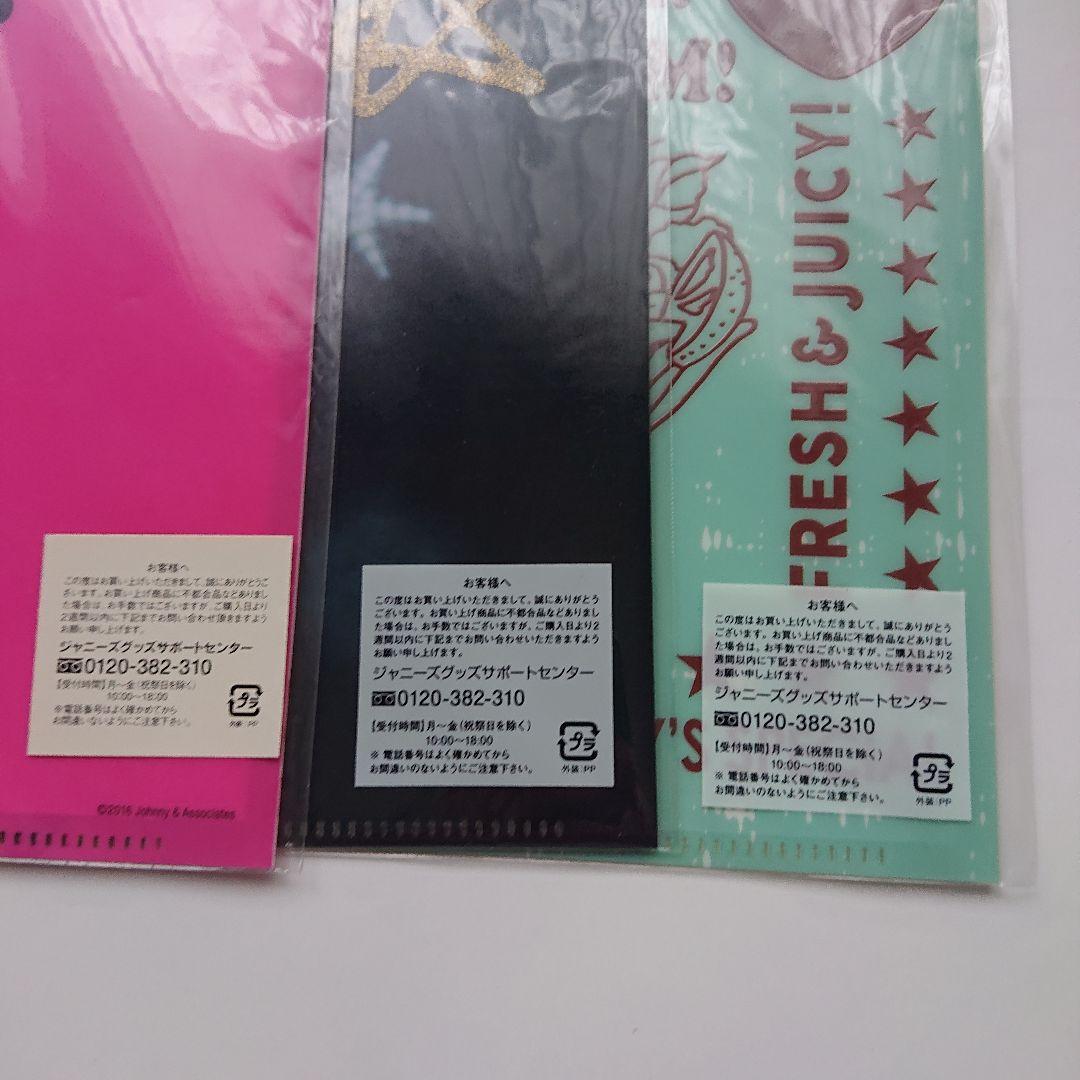 お客様へ
この度はお買い上げいただきまして、誠にありがとうご
ざいます。お買い上げ商品に不都合品などありまし
た場合は、お手数ではございますが、ご購入日より
2週間以内に下記までお問い合わせ頂きますよう
お願い申し上げます。
ジャニーズグッズサポートセンター
0120-382-310
【受付時間】月～金(祝祭日を除く)
10:00～18:00
※電話番号はよく確かめてから
お間違いないようにご注意下さい。
プラ
外装:PP
©2016 Johnny & Associates
お客様へ
この度はお買い上げいただきまして、誠にありがとう
ございます。お買い上げ商品に不都合品などありまし
た場合は、お手数ではございますが、ご購入日より2
週間以内に下記までお問い合わせいただきますよう
お願い申し上げます。
ジャニーズグッズサポートセンター
0120-382-310
【受付時間】月～金(祝祭日を除く)
10:00～18:00
※ 電話番号はよく確かめてから
お間違いのないようにご注意下さい。
プラ
外装:PP
M!
FRESH & JUICY!
Y'S
お客様へ
この度はお買い上げいただきまして、誠にありがとう
ございます。お買い上げ商品に不都合品などありまし
た場合は、お手数ではございますが、ご購入日より2
週間以内に下記までお問い合わせいただきますよう
お願い申し上げます。
ジャニーズグッズサポートセンター
0120-382-310
【受付時間】月～金(祝祭日を除く)
10:00～18:00
※ 電話番号はよく確かめてから
お間違いのないようにご注意下さい。
プラ
外装:PP